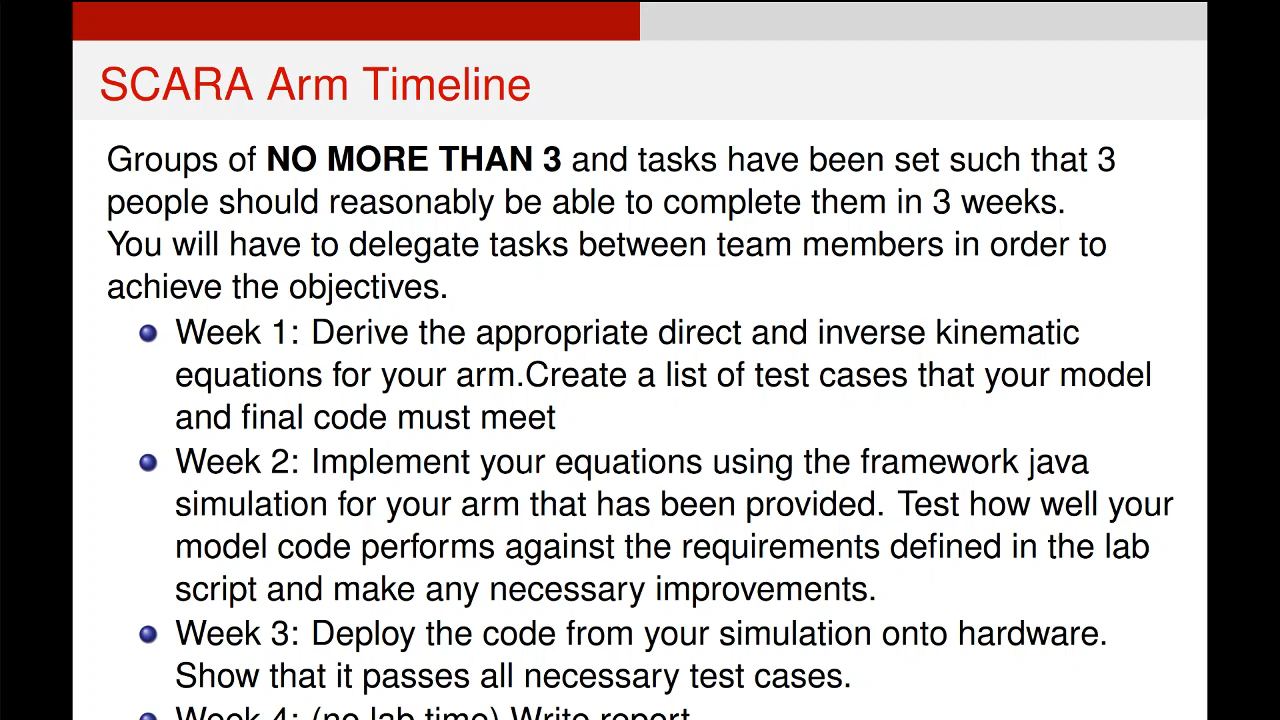 SCARA Arm Timeline
Groups of NO MORE THAN 3 and tasks have been set such that 3
people should reasonably be able to complete them in 3 weeks.
You will have to delegate tasks between team members in order to
achieve the objectives.
Week 1: Derive the appropriate direct and inverse kinematic
equations for your arm.Create a list of test cases that your model
and final code must meet
Week 2: Implement your equations using the framework java
simulation for your arm that has been provided. Test how well your
model code performs against the requirements defined in the lab
script and make any necessary improvements.
Week 3: Deploy the code from your simulation onto hardware.
Show that it passes all necessary test cases.
Week 4: (no lab time) Write report